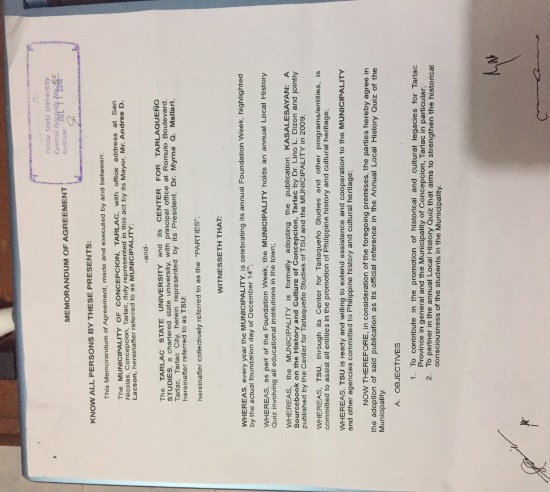 Tarlac State University
MEMORANDUM OF AGREEMENT
KNOW ALL PERSONS BY THESE PRESENTS:
This Memorandum of Agreement, made and executed by and between:
The MUNICIPALITY OF CONCEPCION, TARLAC, with office address at San
Nicolas, Concepcion, Tarlac, duly represented in this act by its Mayor, Mr. Andres D.
Lacson, hereinafter referred to as MUNICIPALITY;
-and-
The TARLAC STATE UNIVERSITY and its CENTER FOR TARLAQUEÑO
STUDIES, a chartered state university, with principal office at Romulo Boulevard,
Tarlac, Tarlac City, herein represented by its President, Dr. Myrna Q. Mallari,
hereinafter referred to as TSU;
hereinafter collectively referred to as the "PARTIES";
WITNESSETH THAT:
WHEREAS, every year the MUNICIPALITY is celebrating its annual Foundation Week, highlighted
by the actual foundation day of December 14th;
WHEREAS, as part of the Foundation Week, the MUNICIPALITY holds an annual Local History
Quiz involving all educational institutions in the town;
WHEREAS, the MUNICIPALITY is formally adopting the publication KASALESAYAN: A
Sourcebook on the History and Culture of Concepcion, Tarlac by Dr. Lino L. Dizon and jointly
published by the Center for Tarlaqueño Studies of TSU and the MUNICIPALITY in 2009;
WHEREAS, TSU, through its Center for Tarlaqueño Studies and other programs/entities, is
committed to assist all entities in the promotion of Philippine history and cultural heritage;
WHEREAS, TSU is ready and willing to extend assistance and cooperation to the MUNICIPALITY
and other agencies committed to Philippine history and cultural heritage;
NOW THEREFORE, in consideration of the foregoing premises, the parties hereby agree in
the adoption of said publication as its official reference in the Annual Local History Quiz of the
Municipality.
A. OBJECTIVES
1. To contribute in the promotion of historical and cultural legacies for Tarlac
Province in general and the Municipality of Concepcion, Tarlac in particular;
2. To partner in the annual Local History Quiz that aims to strengthen the historical
consciousness of the students in the Municipality.